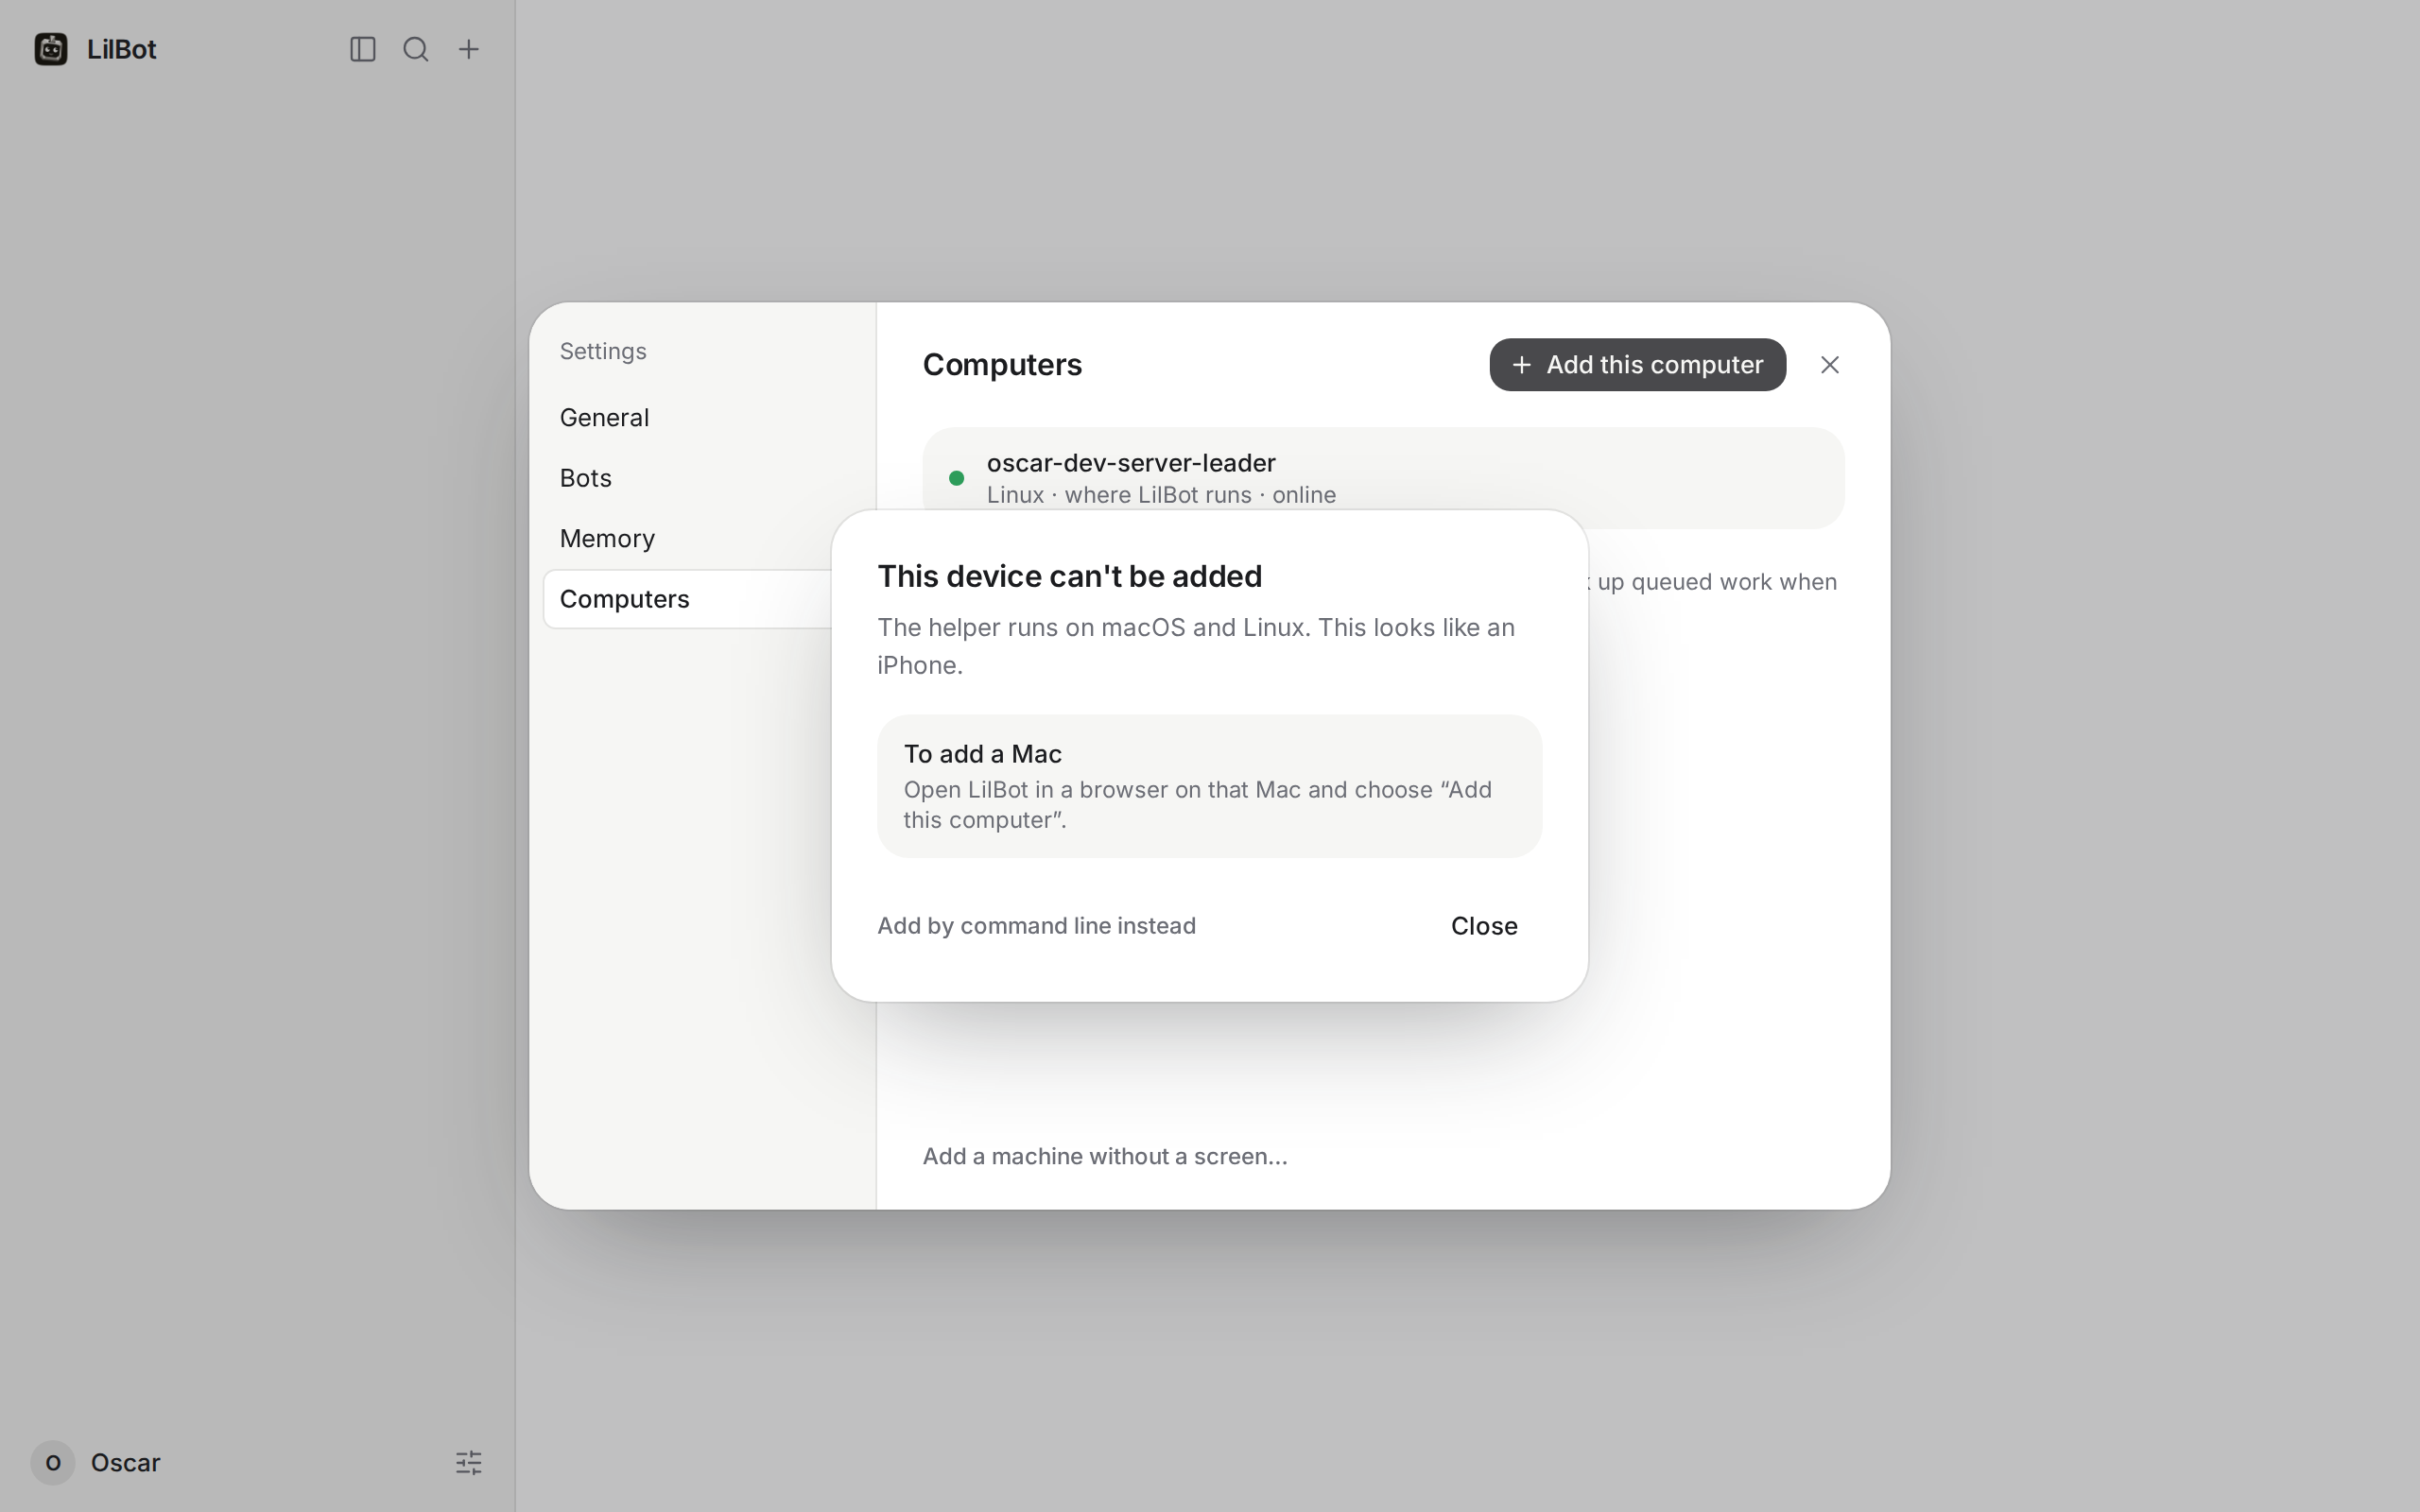 LilBot
Settings
General
Bots
Memory
Computers
Computers
Add this computer
oscar-dev-server-leader
Linux · where LilBot runs · online
up queued work when
This device can't be added
The helper runs on macOS and Linux. This looks like an
iPhone.
To add a Mac
Open LilBot in a browser on that Mac and choose “Add
this computer”.
Add by command line instead
Close
Add a machine without a screen...
O
Oscar